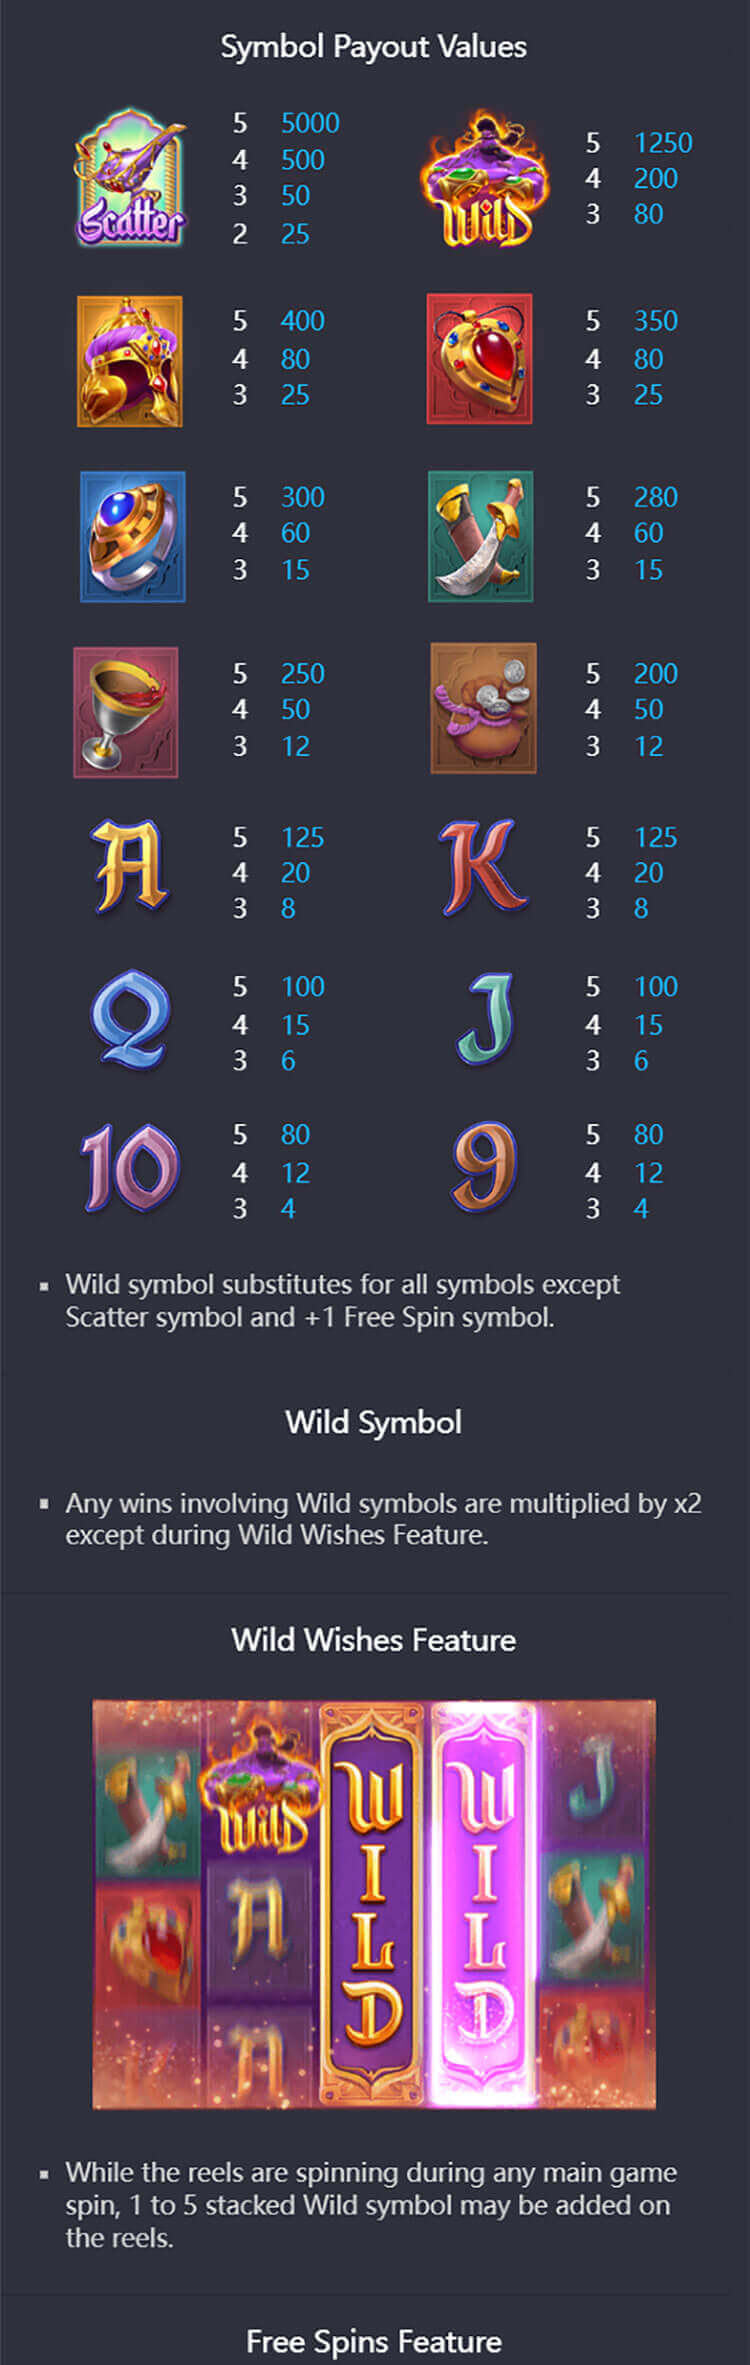 Symbol Payout Values
Scatter
5 5000
4 500
3 50
2 25
Wild
5 1250
4 200
3 80
5 400
4 80
3 25
5 350
4 80
3 25
5 300
4 60
3 15
5 280
4 60
3 15
5 250
4 50
3 12
5 200
4 50
3 12
A
5 125
4 20
3 8
K
5 125
4 20
3 8
Q
5 100
4 15
3 6
J
5 100
4 15
3 6
10
5 80
4 12
3 4
9
5 80
4 12
3 4
Wild symbol substitutes for all symbols except
Scatter symbol and +1 Free Spin symbol.
Wild Symbol
Any wins involving Wild symbols are multiplied by x2
except during Wild Wishes Feature.
Wild Wishes Feature
Wild
A
A
WILD
WILD
J
While the reels are spinning during any main game
spin, 1 to 5 stacked Wild symbol may be added on
the reels.
Free Spins Feature